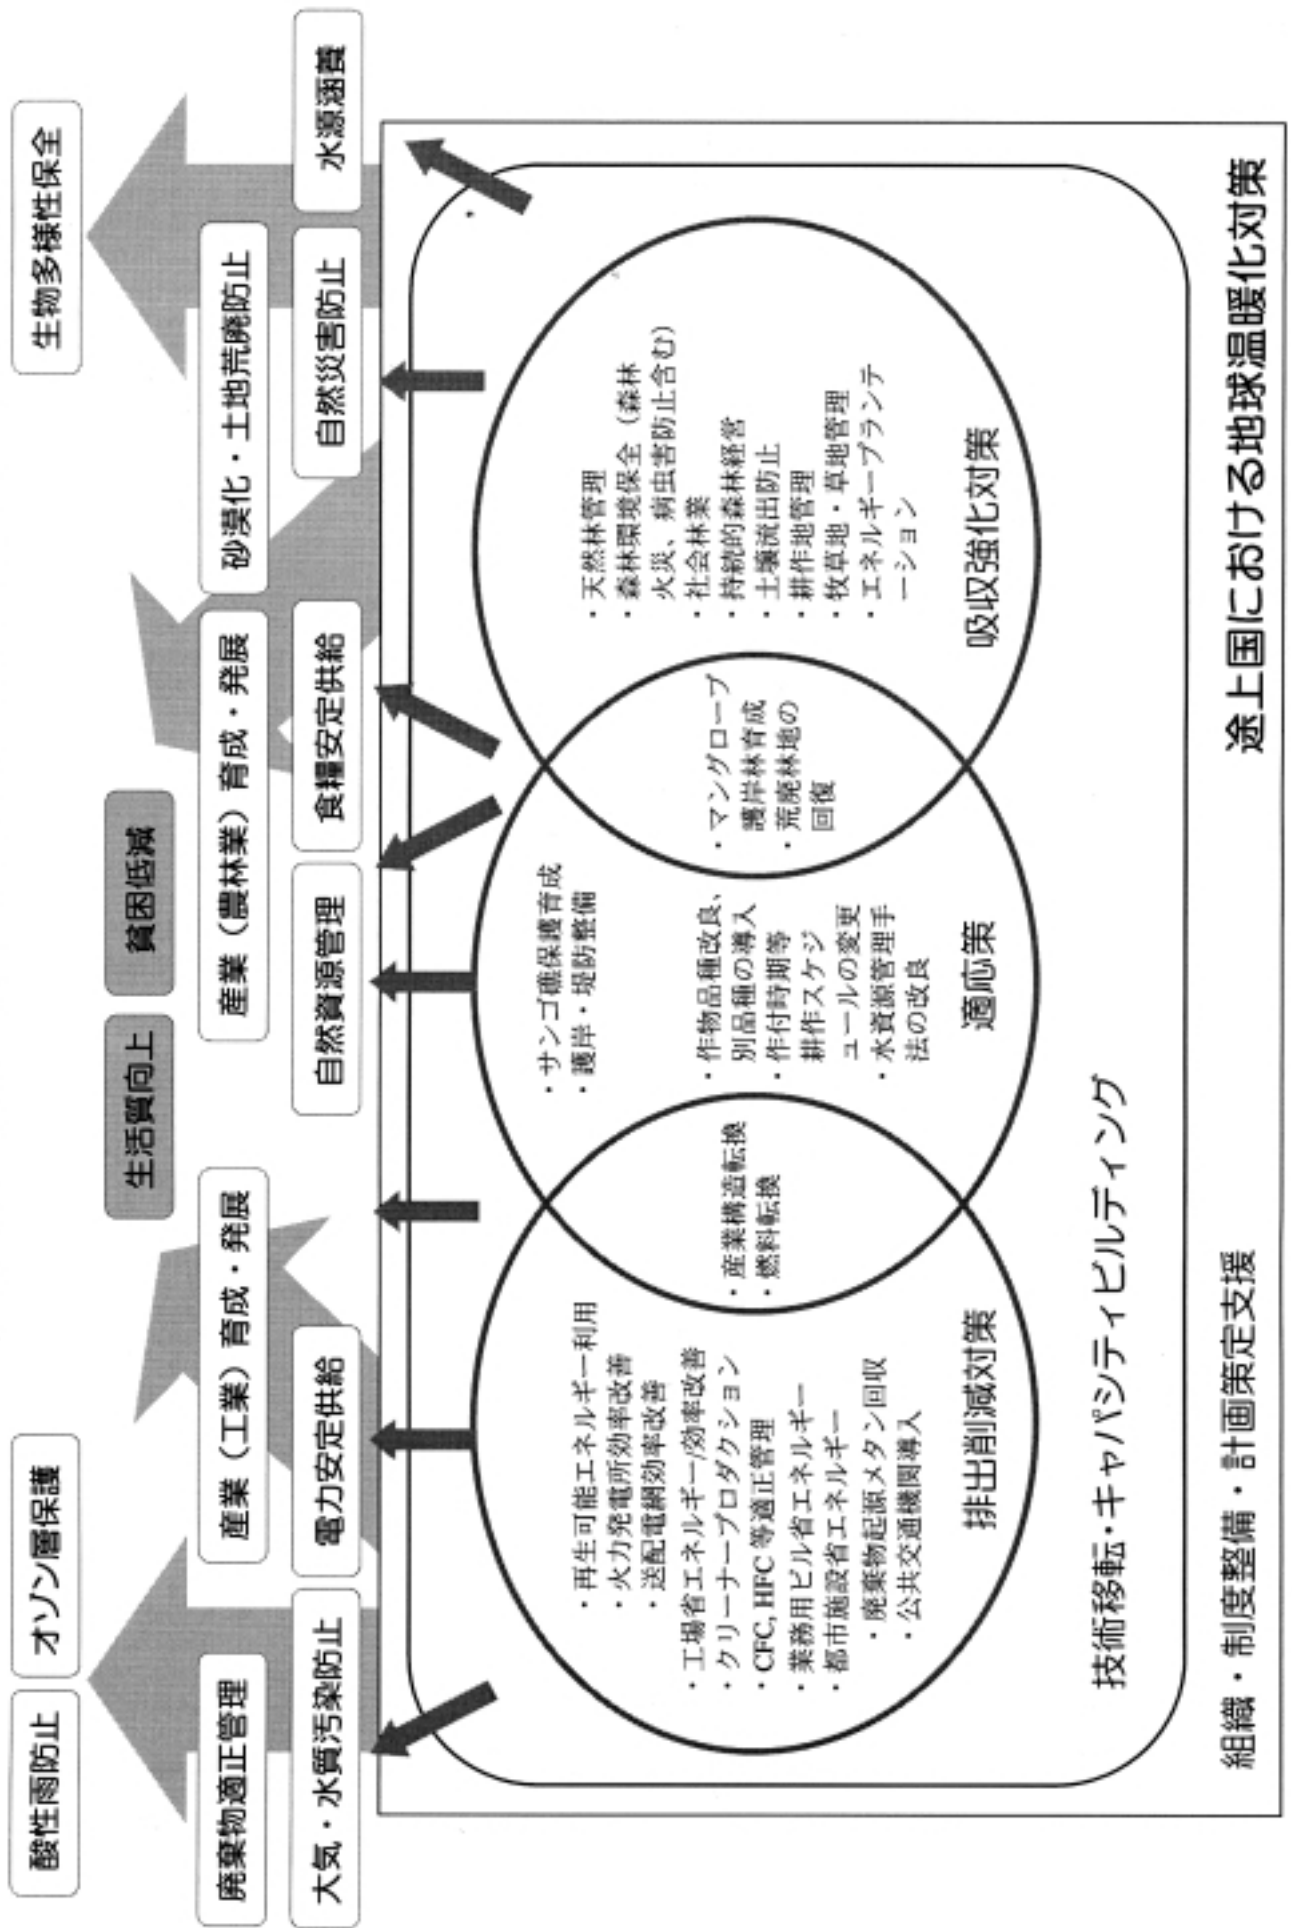 酸性雨防止
オゾン層保護
生物多様性保全
生活質向上
貧困低減
廃棄物適正管理
産業（工業）育成・発展
産業（農林業）育成・発展
砂漠化・土地荒廃防止
大気・水質汚染防止
電力安定供給
自然資源管理
食糧安定供給
自然災害防止
水源涵養
・再生可能エネルギー利用
・火力発電所効率改善
・送配電網効率改善
・工場省エネルギー/効率改善
・クリーナープロダクション
・CFC, HFC 等適正管理
・業務用ビル省エネルギー
・都市施設省エネルギー
・廃棄物起源メタン回収
・公共交通機関導入
排出削減対策
・産業構造転換
・燃料転換
・サンゴ礁保護育成
・護岸・堤防整備
・作物品種改良、
別品種の導入
・作付時期等
耕作スケジ
ュールの変更
・水資源管理手
法の改良
適応策
・マングローブ
護岸林育成
・荒廃林地の
回復
・天然林管理
・森林環境保全（森林
火災、病虫害防止含む）
・社会林業
・持続的森林経営
・土壌流出防止
・耕作地管理
・牧草地・草地管理
・エネルギープランテ
ーション
吸収強化対策
技術移転・キャパシティビルディング
組織・制度整備・計画策定支援
途上国における地球温暖化対策